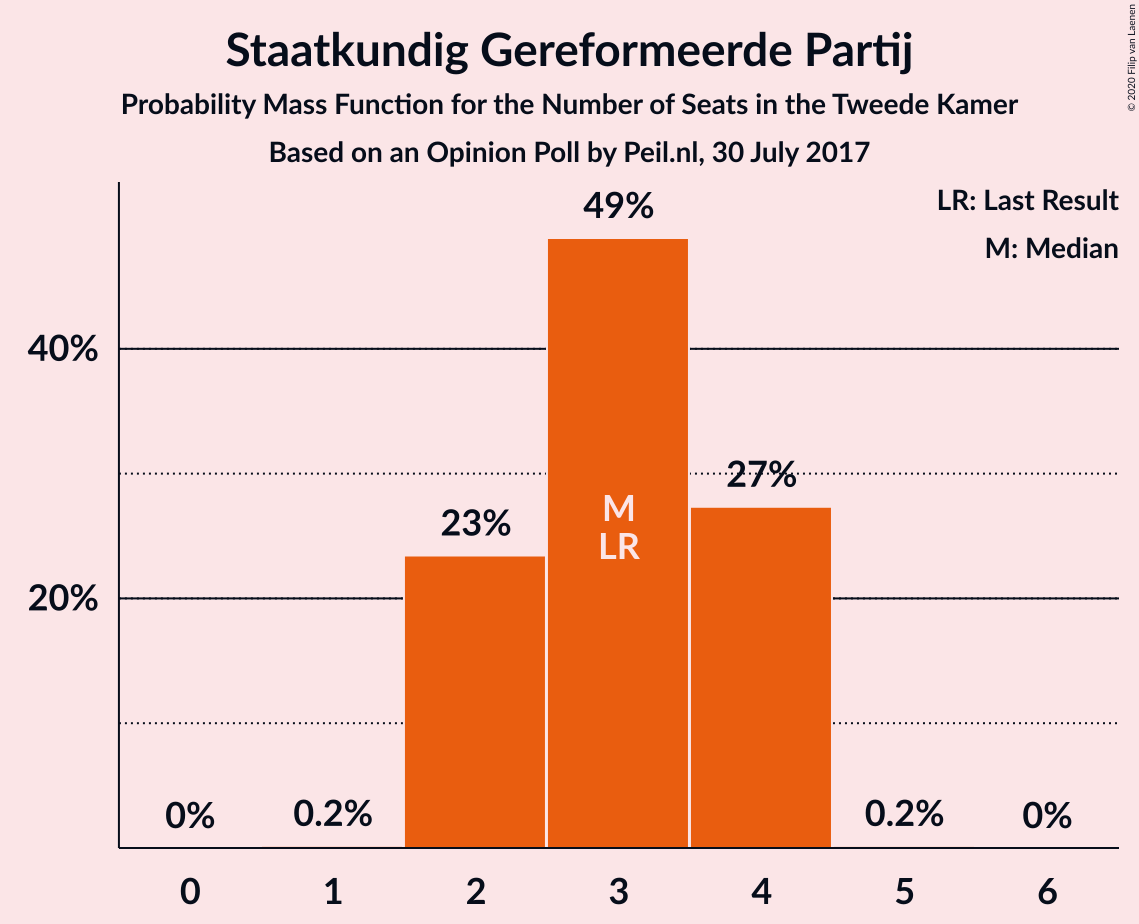 Staatkundig Gereformeerde Partij
Probability Mass Function for the Number of Seats in the Tweede Kamer
Based on an Opinion Poll by Peil.nl, 30 July 2017
© 2020 Filip van Laenen
LR: Last Result
M: Median
49%
40%
27%
23%
M
LR
20%
0%
0.2%
0.2%
0%
0 1 2 3 4 5 6